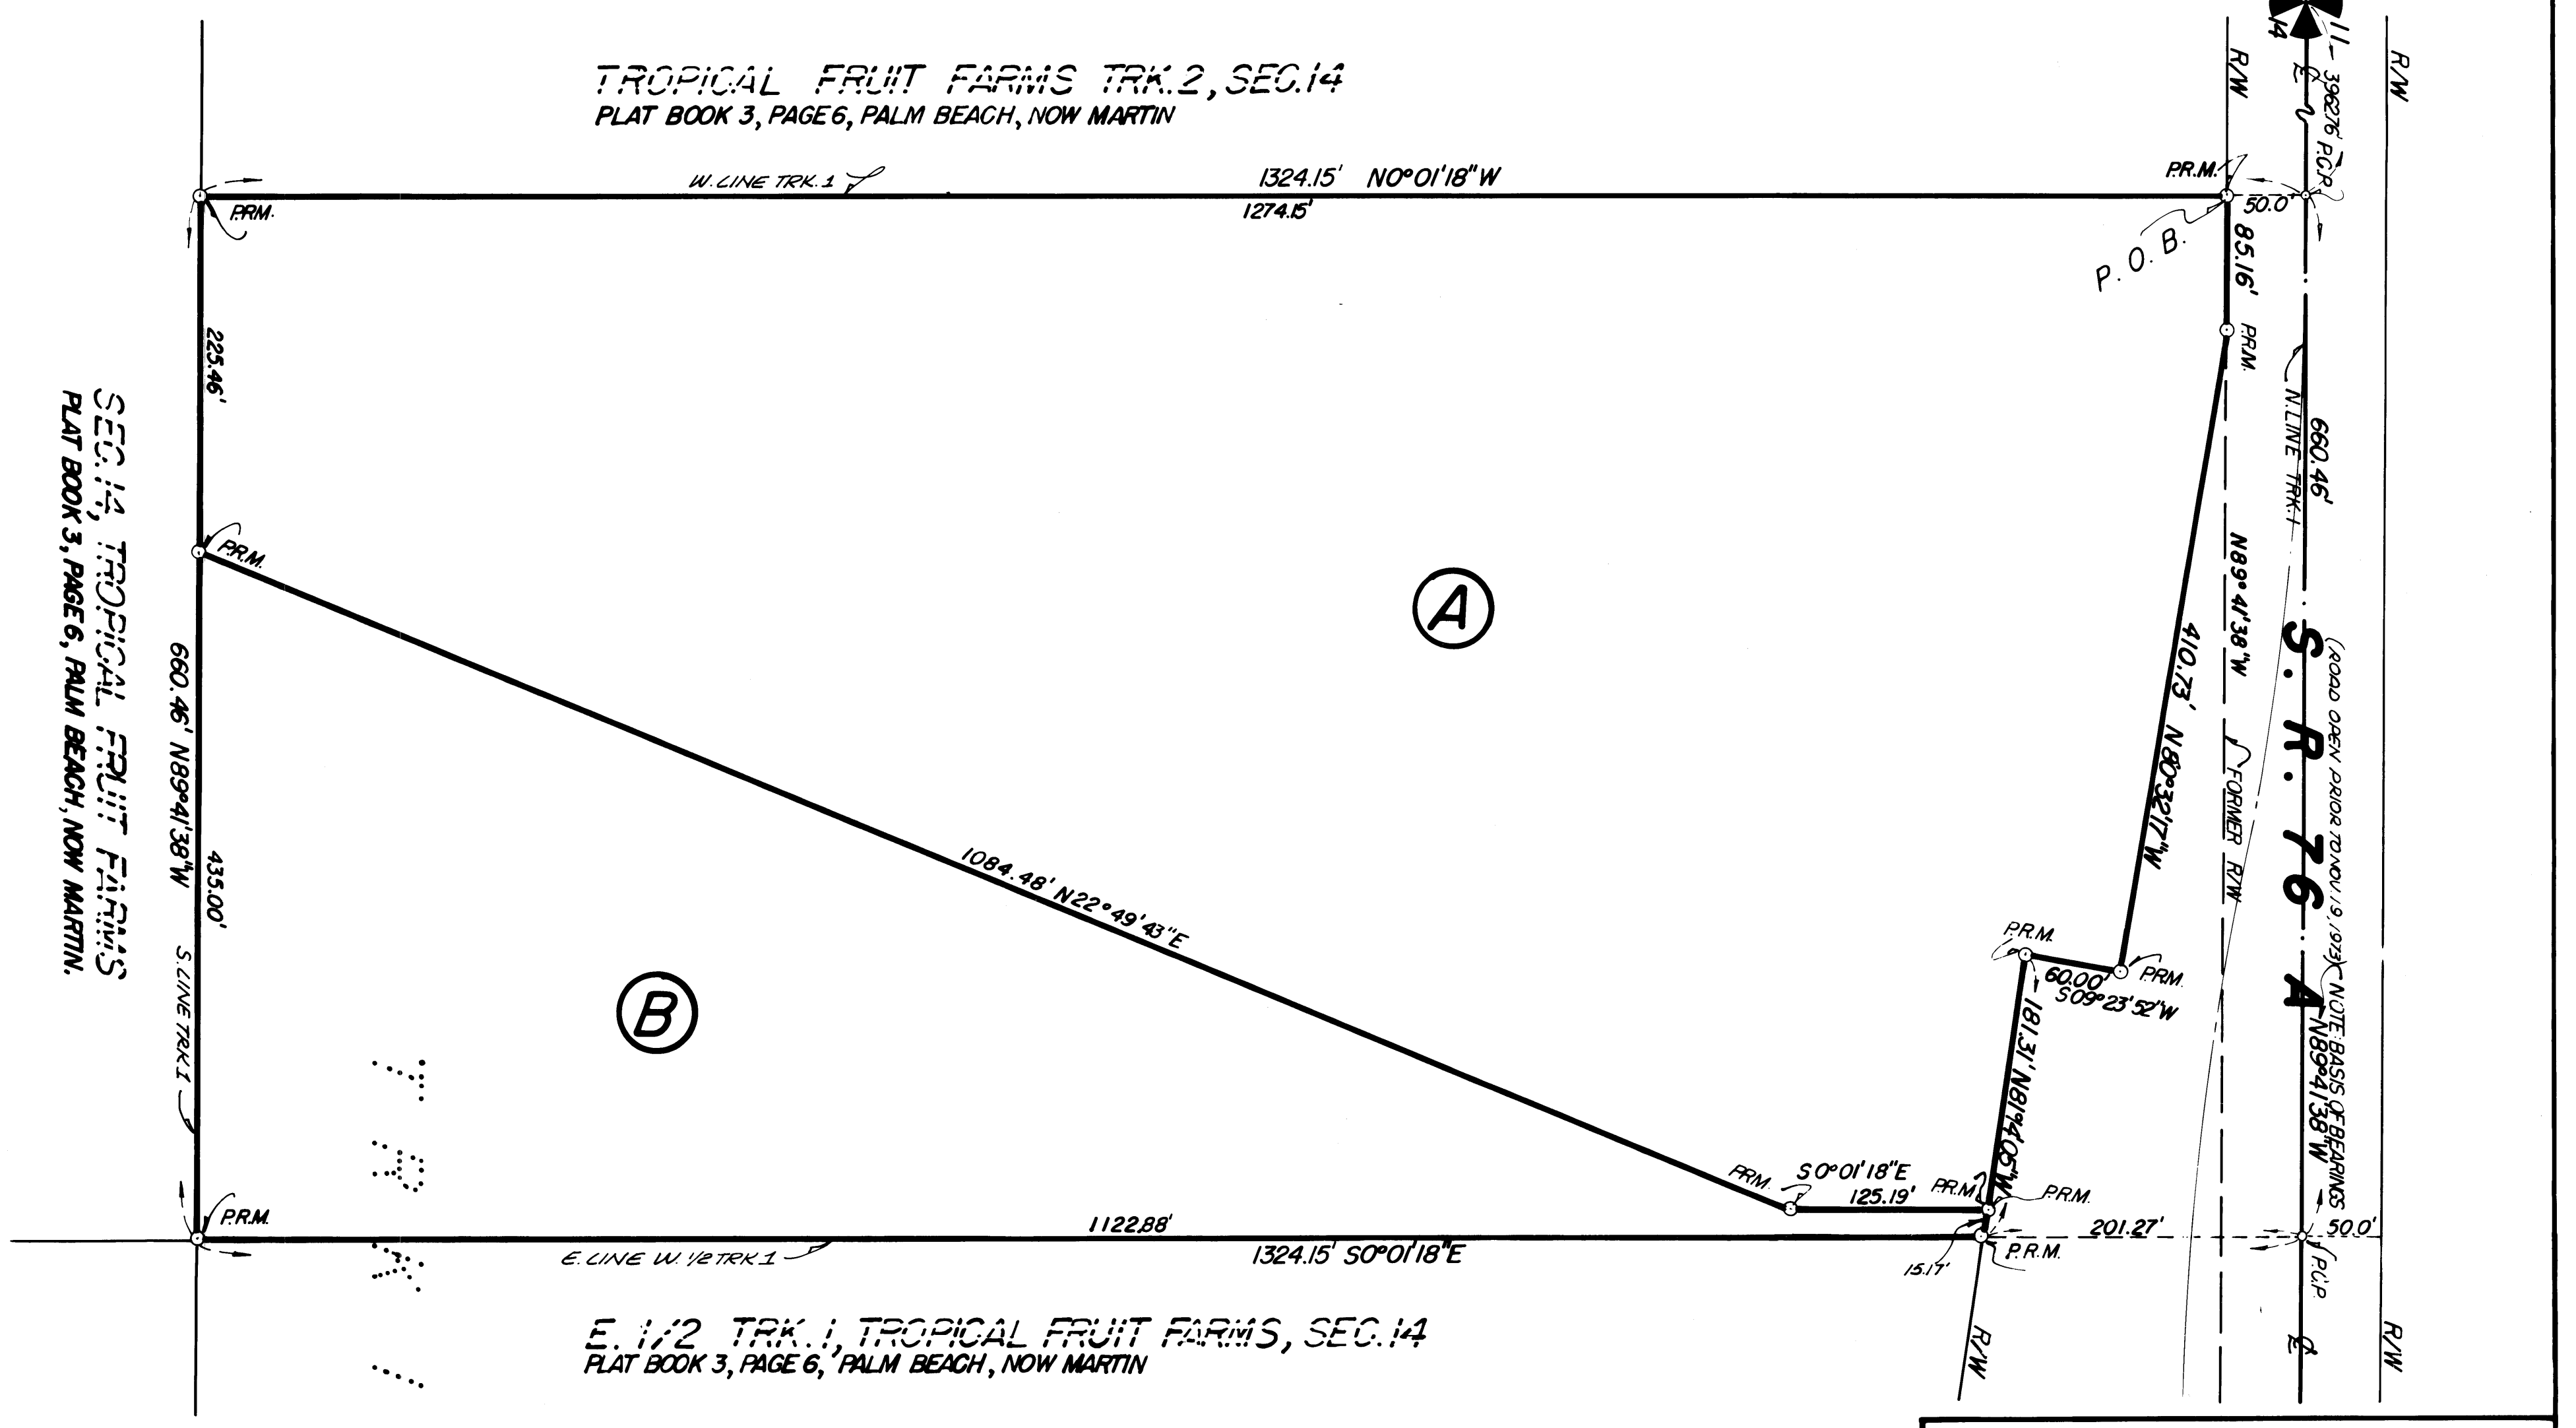 TROPICAL FRUIT FARMS TRK.2, SEC.14
PLAT BOOK 3, PAGE 6, PALM BEACH, NOW MARTIN
W. LINE TRK. 1
1324.15' N0°01'18"W
1274.15'
P.R.M.
P.R.M.
50.0'
P. O. B.
85.16'
P.R.M.
R/W
14
11
℄
3962.76' P.C.P.
R/W
660.46'
N. LINE TRK. 1
N89°41'38"W
FORMER R/W
410.73' N80°32'17"W
S. R. 76 A
(ROAD OPEN PRIOR TO NOV. 19, 1973)
NOTE: BASIS OF BEARINGS
N89°41'38"W
225.46'
P.R.M.
660.46' N89°41'38"W
435.00'
S. LINE TRK. 1
SEC. 14, TROPICAL FRUIT FARMS
PLAT BOOK 3, PAGE 6, PALM BEACH, NOW MARTIN.
A
1084.48' N22°49'43"E
B
P.R.M.
60.00'
P.R.M.
S09°23'52"W
181.31' N81°14'05"W
P.R.M.
S0°01'18"E
125.19'
P.R.M.
P.R.M.
P.R.M.
1122.88'
201.27'
50.0'
E. LINE W. 1/2 TRK 1
1324.15' S0°01'18"E
15.17'
P.R.M.
P.C.P.
E. 1/2 TRK. 1, TROPICAL FRUIT FARMS, SEC. 14
PLAT BOOK 3, PAGE 6, PALM BEACH, NOW MARTIN
R/W
℄
R/W